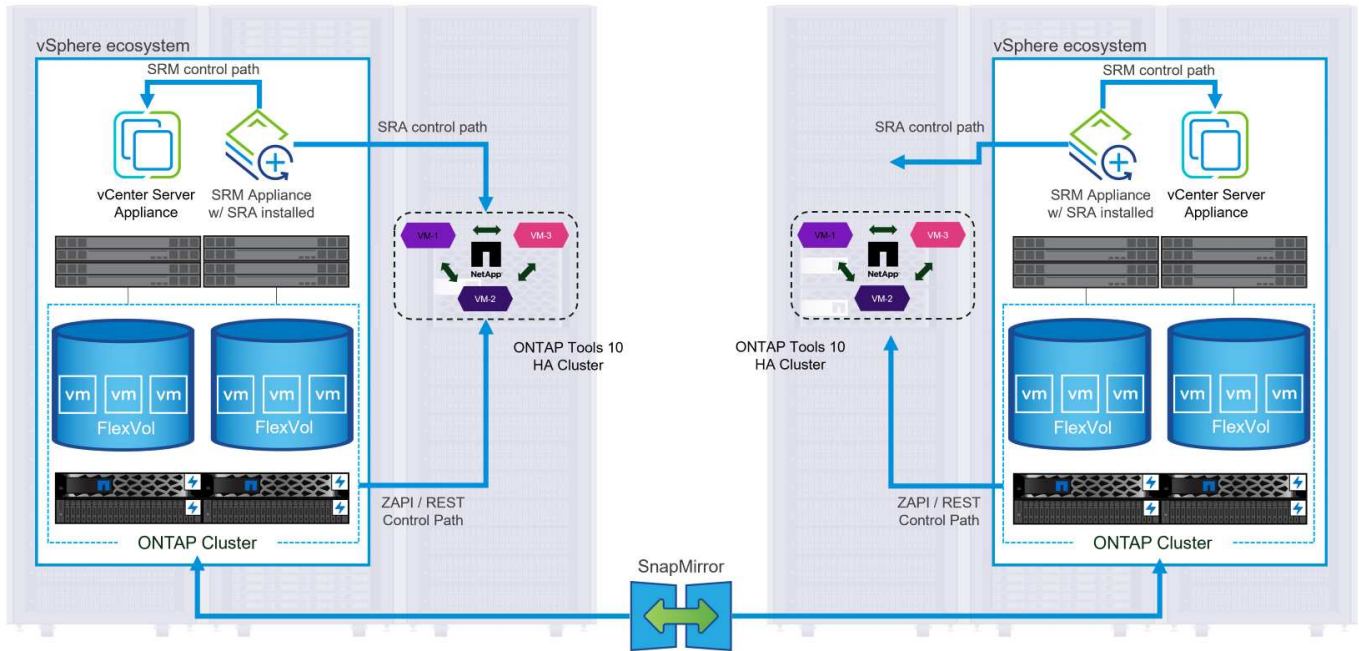 vSphere ecosystem
SRM control path
vCenter Server
Appliance
SRM Appliance
w/ SRA installed
SRA control path
VM-1
VM-3
NetApp
VM-2
ONTAP Tools 10
HA Cluster
vm vm vm
FlexVol
vm vm vm
FlexVol
ZAPI / REST
Control Path
ONTAP Cluster
SnapMirror
vSphere ecosystem
SRM control path
SRA control path
SRM Appliance
w/ SRA installed
vCenter Server
Appliance
VM-1
VM-3
NetApp
VM-2
ONTAP Tools 10
HA Cluster
vm vm vm
FlexVol
vm vm vm
FlexVol
ZAPI / REST
Control Path
ONTAP Cluster